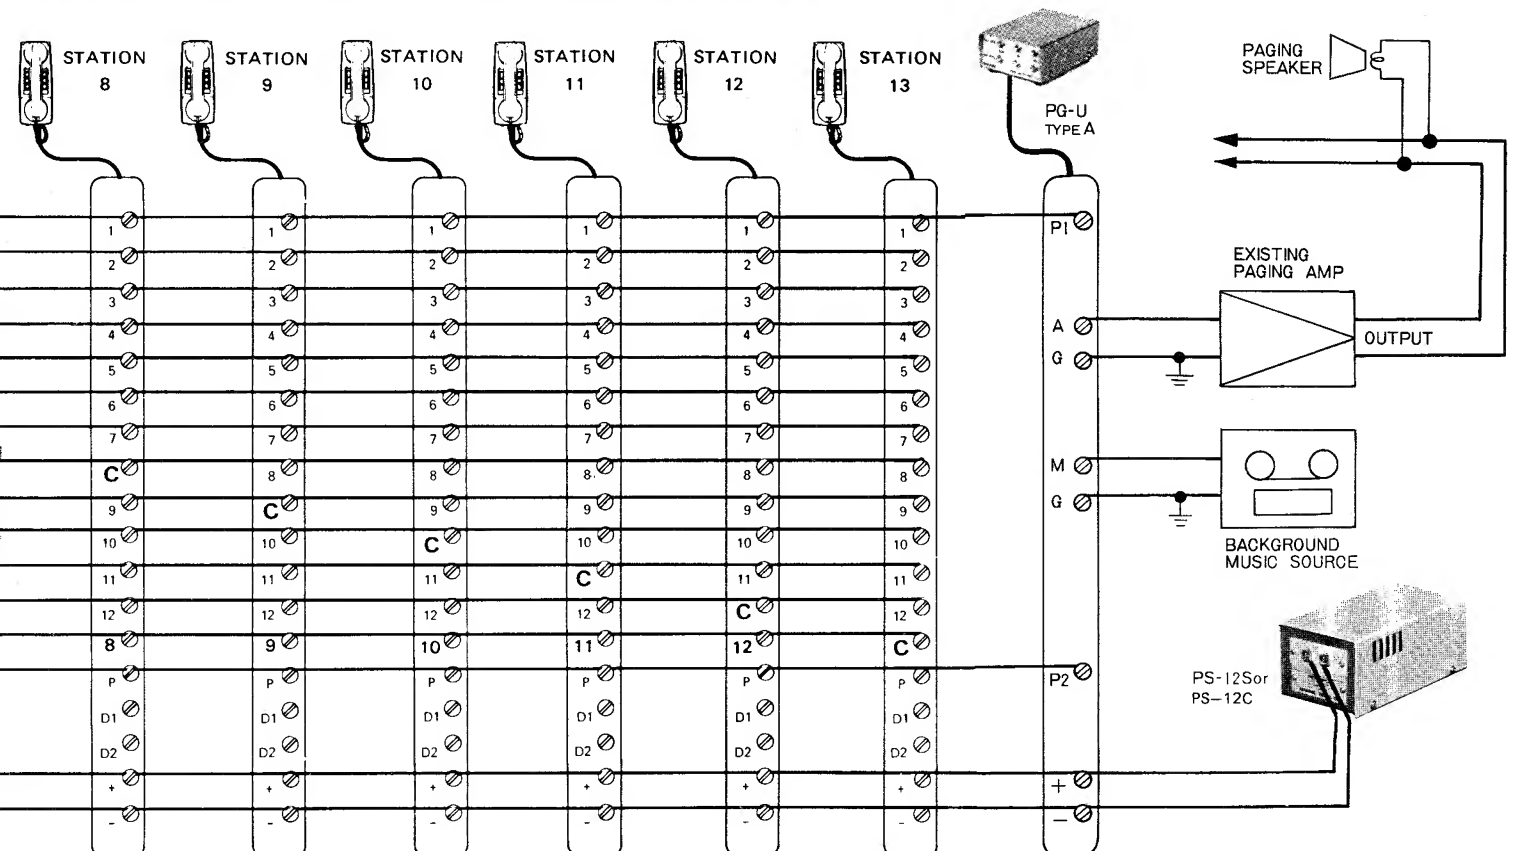 STATION
8
STATION
9
STATION
10
STATION
11
STATION
12
STATION
13
PG-U
TYPE A
PAGING
SPEAKER
1 1 1 1 1 1 P1
2 2 2 2 2 2
3 3 3 3 3 3
4 4 4 4 4 4 A
5 5 5 5 5 5 G
6 6 6 6 6 6
7 7 7 7 7 7
C 8 8 8 8 8 M
9 C 9 9 9 9 G
10 10 C 10 10 10
11 11 11 C 11 11
12 12 12 12 C 12
8 9 10 11 12 C
P P P P P P P2
D1 D1 D1 D1 D1 D1
D2 D2 D2 D2 D2 D2
+ + + + + + +
- - - - - - -
EXISTING
PAGING AMP
OUTPUT
BACKGROUND
MUSIC SOURCE
PS-12S or
PS-12C